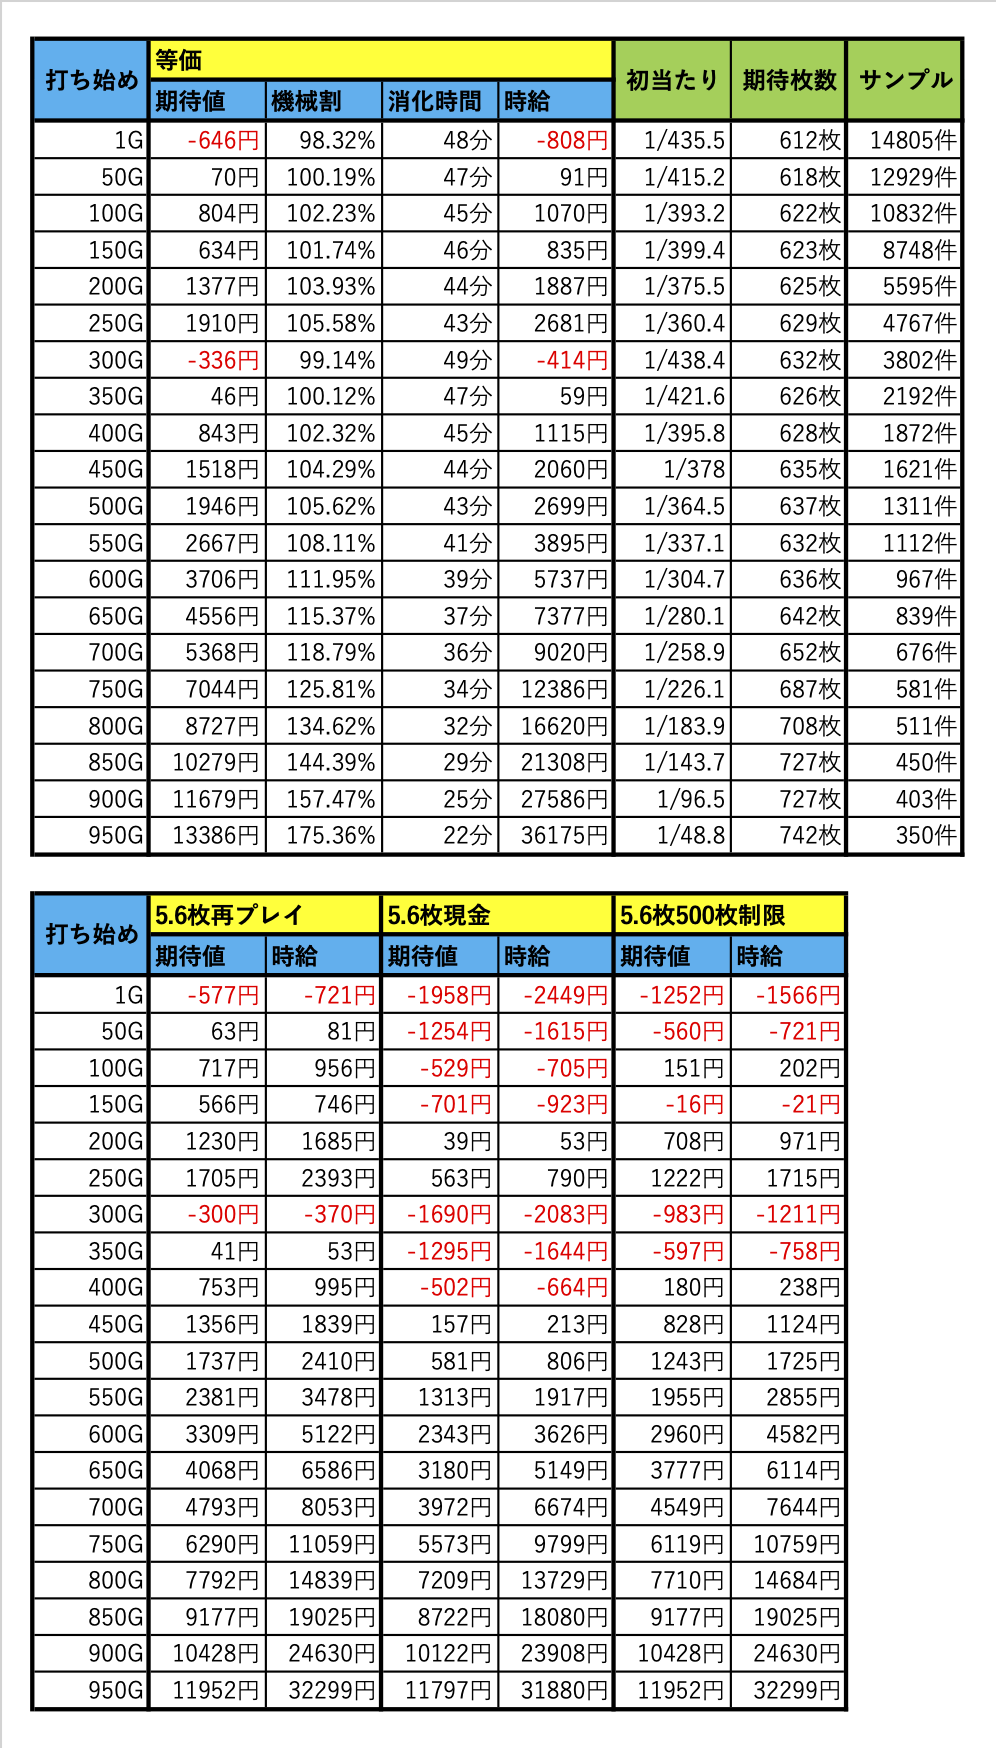 打ち始め 等価 初当たり 期待枚数 サンプル
期待値 機械割 消化時間 時給
1G -646円 98.32% 48分 -808円 1/435.5 612枚 14805件
50G 70円 100.19% 47分 91円 1/415.2 618枚 12929件
100G 804円 102.23% 45分 1070円 1/393.2 622枚 10832件
150G 634円 101.74% 46分 835円 1/399.4 623枚 8748件
200G 1377円 103.93% 44分 1887円 1/375.5 625枚 5595件
250G 1910円 105.58% 43分 2681円 1/360.4 629枚 4767件
300G -336円 99.14% 49分 -414円 1/438.4 632枚 3802件
350G 46円 100.12% 47分 59円 1/421.6 626枚 2192件
400G 843円 102.32% 45分 1115円 1/395.8 628枚 1872件
450G 1518円 104.29% 44分 2060円 1/378 635枚 1621件
500G 1946円 105.62% 43分 2699円 1/364.5 637枚 1311件
550G 2667円 108.11% 41分 3895円 1/337.1 632枚 1112件
600G 3706円 111.95% 39分 5737円 1/304.7 636枚 967件
650G 4556円 115.37% 37分 7377円 1/280.1 642枚 839件
700G 5368円 118.79% 36分 9020円 1/258.9 652枚 676件
750G 7044円 125.81% 34分 12386円 1/226.1 687枚 581件
800G 8727円 134.62% 32分 16620円 1/183.9 708枚 511件
850G 10279円 144.39% 29分 21308円 1/143.7 727枚 450件
900G 11679円 157.47% 25分 27586円 1/96.5 727枚 403件
950G 13386円 175.36% 22分 36175円 1/48.8 742枚 350件
打ち始め 5.6枚再プレイ 5.6枚現金 5.6枚500枚制限
期待値 時給 期待値 時給 期待値 時給
1G -577円 -721円 -1958円 -2449円 -1252円 -1566円
50G 63円 81円 -1254円 -1615円 -560円 -721円
100G 717円 956円 -529円 -705円 151円 202円
150G 566円 746円 -701円 -923円 -16円 -21円
200G 1230円 1685円 39円 53円 708円 971円
250G 1705円 2393円 563円 790円 1222円 1715円
300G -300円 -370円 -1690円 -2083円 -983円 -1211円
350G 41円 53円 -1295円 -1644円 -597円 -758円
400G 753円 995円 -502円 -664円 180円 238円
450G 1356円 1839円 157円 213円 828円 1124円
500G 1737円 2410円 581円 806円 1243円 1725円
550G 2381円 3478円 1313円 1917円 1955円 2855円
600G 3309円 5122円 2343円 3626円 2960円 4582円
650G 4068円 6586円 3180円 5149円 3777円 6114円
700G 4793円 8053円 3972円 6674円 4549円 7644円
750G 6290円 11059円 5573円 9799円 6119円 10759円
800G 7792円 14839円 7209円 13729円 7710円 14684円
850G 9177円 19025円 8722円 18080円 9177円 19025円
900G 10428円 24630円 10122円 23908円 10428円 24630円
950G 11952円 32299円 11797円 31880円 11952円 32299円